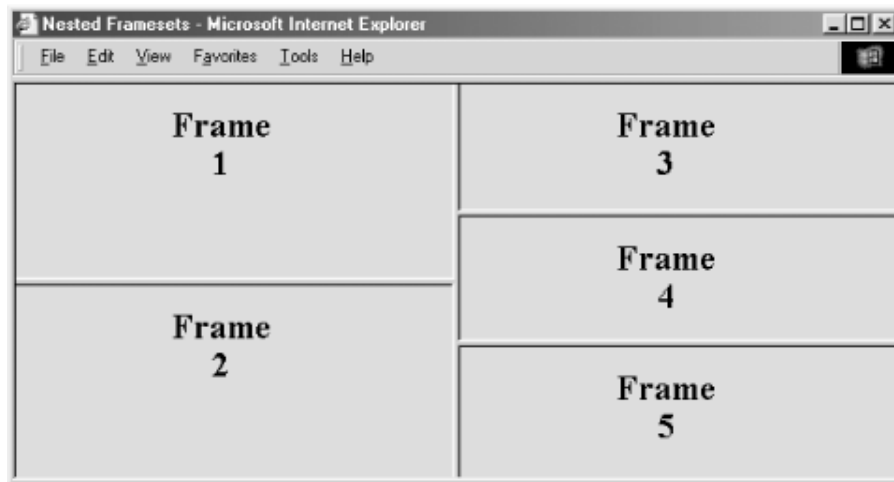 Nested Framesets - Microsoft Internet Explorer
File Edit View Favorites Tools Help
Frame
1
Frame
2
Frame
3
Frame
4
Frame
5